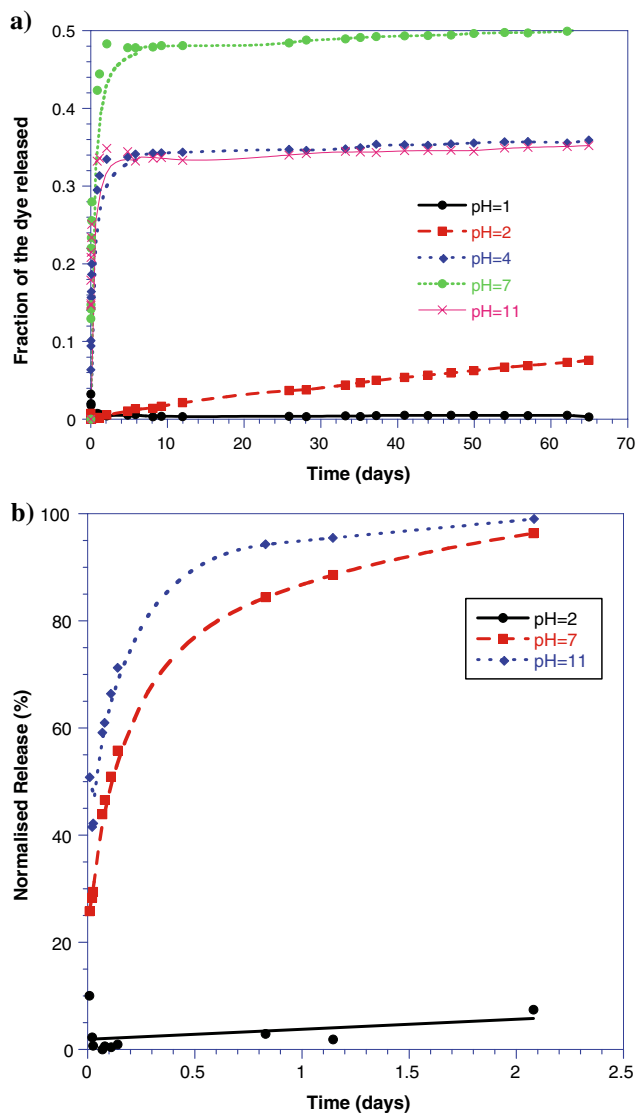 a)
0.5
0.4
0.3
0.2
0.1
0
Fraction of the dye released
pH=1
pH=2
pH=4
pH=7
pH=11
0 10 20 30 40 50 60 70
Time (days)
b)
100
80
60
40
20
0
Normalised Release (%)
pH=2
pH=7
pH=11
0 0.5 1 1.5 2 2.5
Time (days)